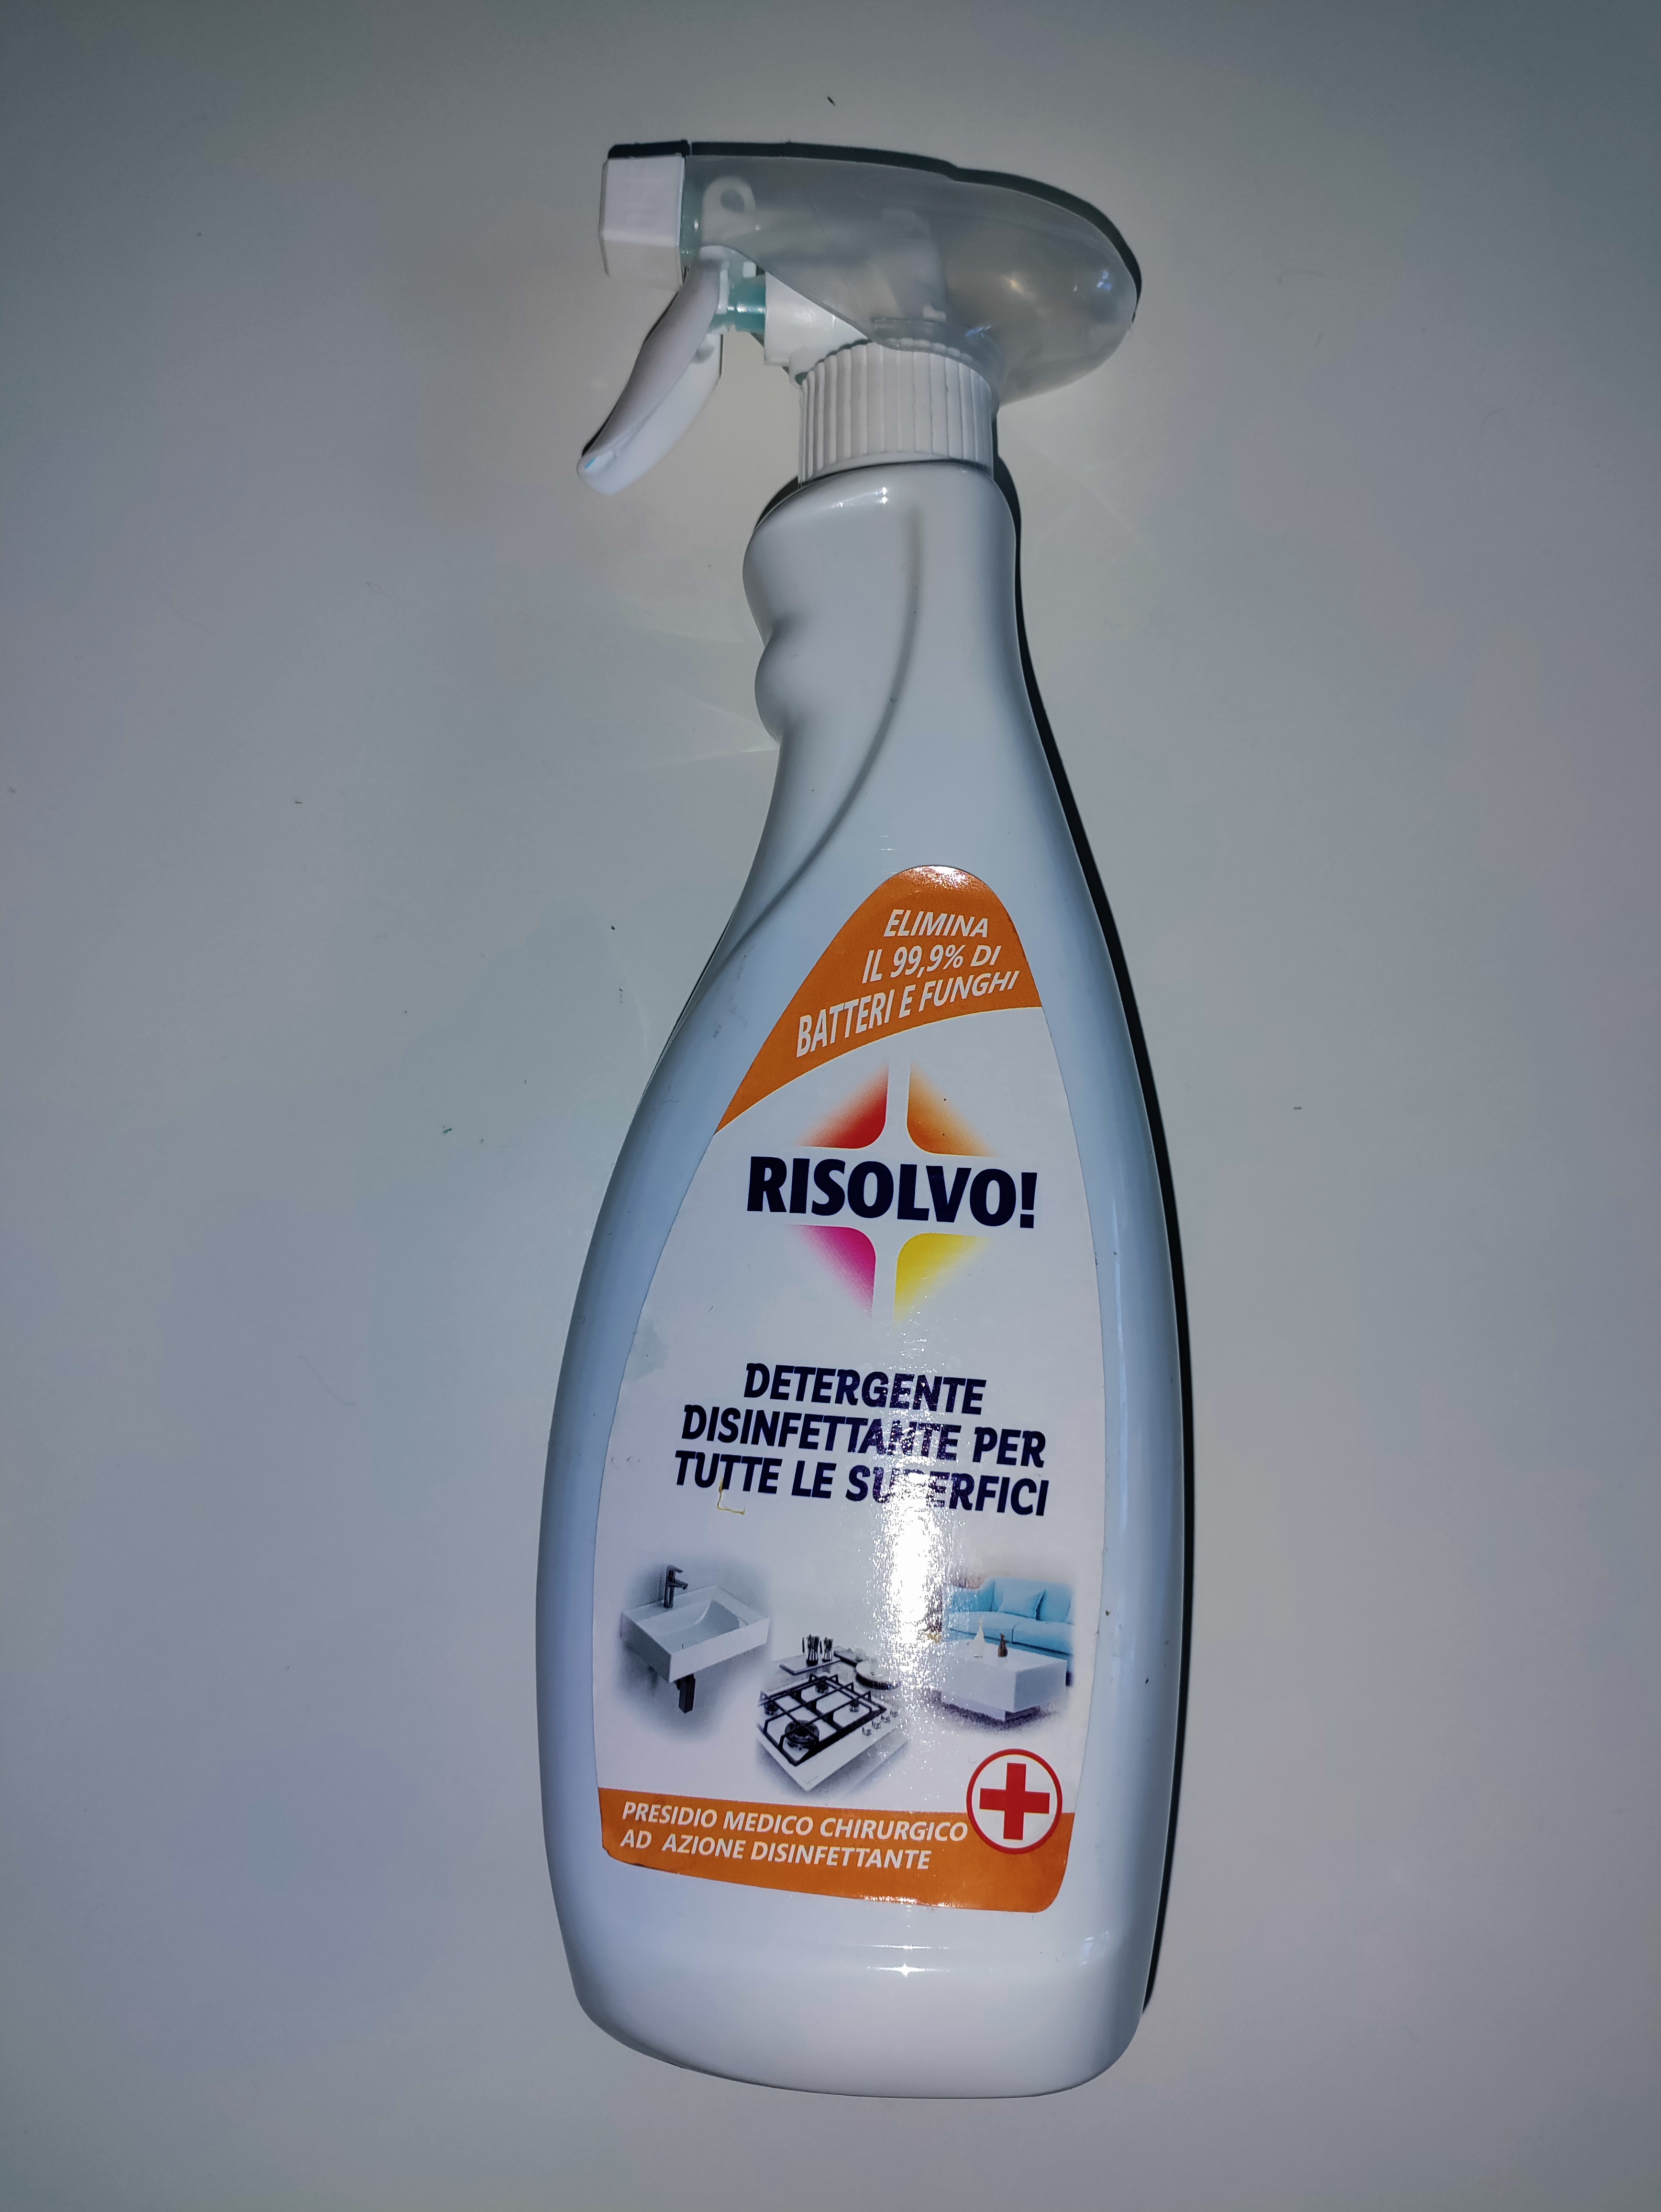 ELIMINA
IL 99,9% DI
BATTERI E FUNGHI
RISOLVO!
DETERGENTE
DISINFETTANTE PER
TUTTE LE SUPERFICI
PRESIDIO MEDICO CHIRURGICO
AD AZIONE DISINFETTANTE